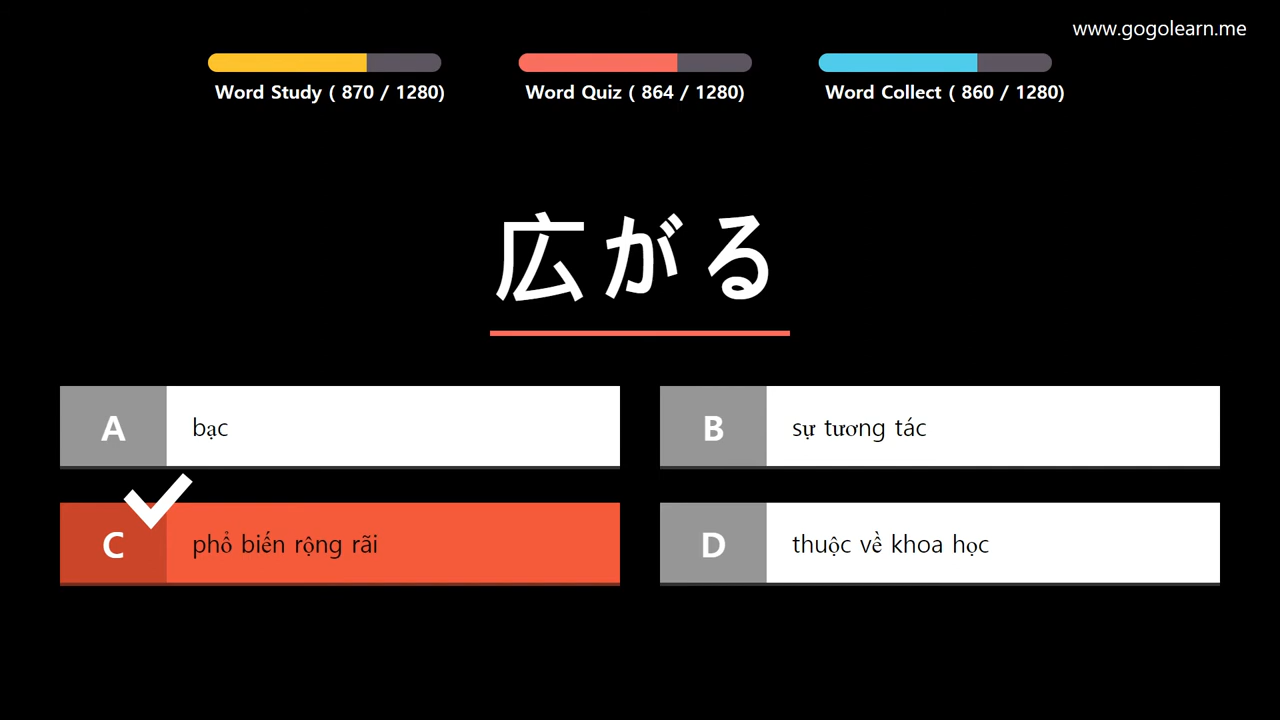 www.gogolearn.me
Word Study ( 870 / 1280)
Word Quiz ( 864 / 1280)
Word Collect ( 860 / 1280)
広がる
A bạc
B sự tương tác
C phổ biến rộng rãi
D thuộc về khoa học